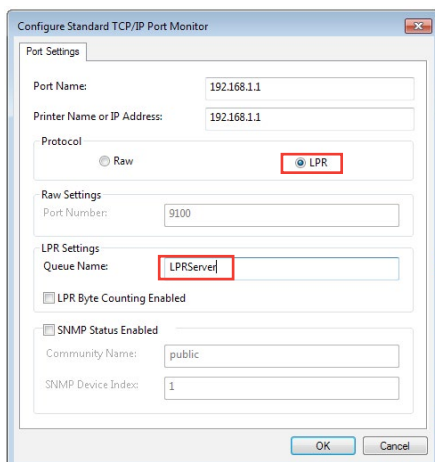 Configure Standard TCP/IP Port Monitor
Port Settings
Port Name: 192.168.1.1
Printer Name or IP Address: 192.168.1.1
Protocol
Raw LPR
Raw Settings
Port Number: 9100
LPR Settings
Queue Name: LPRServer
LPR Byte Counting Enabled
SNMP Status Enabled
Community Name: public
SNMP Device Index: 1
OK Cancel